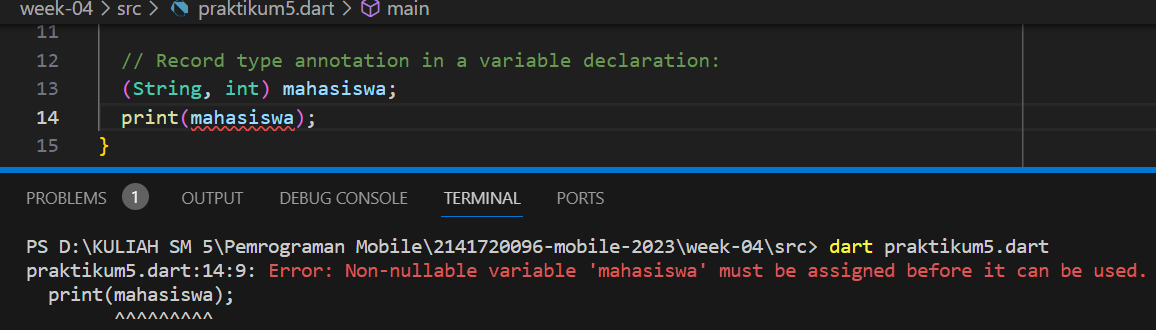 week-04 > src > praktikum5.dart > main
11
12 // Record type annotation in a variable declaration:
13 (String, int) mahasiswa;
14 print(mahasiswa);
15 }
PROBLEMS 1 OUTPUT DEBUG CONSOLE TERMINAL PORTS
PS D:\KULIAH SM 5\Pemrograman Mobile\2141720096-mobile-2023\week-04\src> dart praktikum5.dart
praktikum5.dart:14:9: Error: Non-nullable variable 'mahasiswa' must be assigned before it can be used.
print(mahasiswa);
^^^^^^^^^